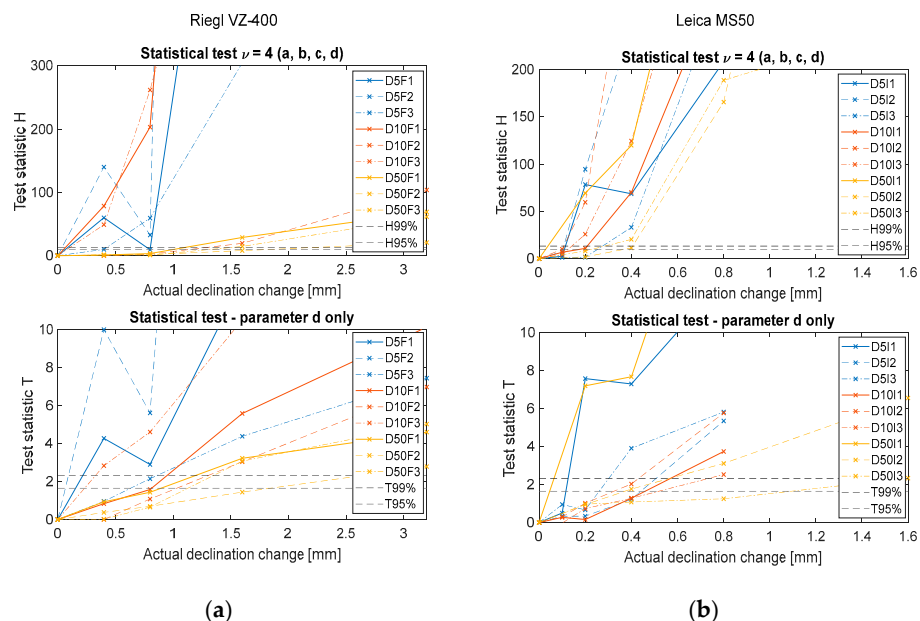 Riegl VZ-400
Leica MS50
Statistical test ν = 4 (a, b, c, d)
300
200
100
0
Test statistic H
0 0.5 1 1.5 2 2.5 3
Actual declination change [mm]
D5F1
D5F2
D5F3
D10F1
D10F2
D10F3
D50F1
D50F2
D50F3
H99%
H95%
Statistical test ν = 4 (a, b, c, d)
200
150
100
50
0
Test statistic H
0 0.2 0.4 0.6 0.8 1 1.2 1.4 1.6
Actual declination change [mm]
D5I1
D5I2
D5I3
D10I1
D10I2
D10I3
D50I1
D50I2
D50I3
H99%
H95%
Statistical test - parameter d only
10
8
6
4
2
0
Test statistic T
0 0.5 1 1.5 2 2.5 3
Actual declination change [mm]
D5F1
D5F2
D5F3
D10F1
D10F2
D10F3
D50F1
D50F2
D50F3
T99%
T95%
Statistical test - parameter d only
10
8
6
4
2
0
Test statistic T
0 0.2 0.4 0.6 0.8 1 1.2 1.4 1.6
Actual declination change [mm]
D5I1
D5I2
D5I3
D10I1
D10I2
D10I3
D50I1
D50I2
D50I3
T99%
T95%
(a)
(b)